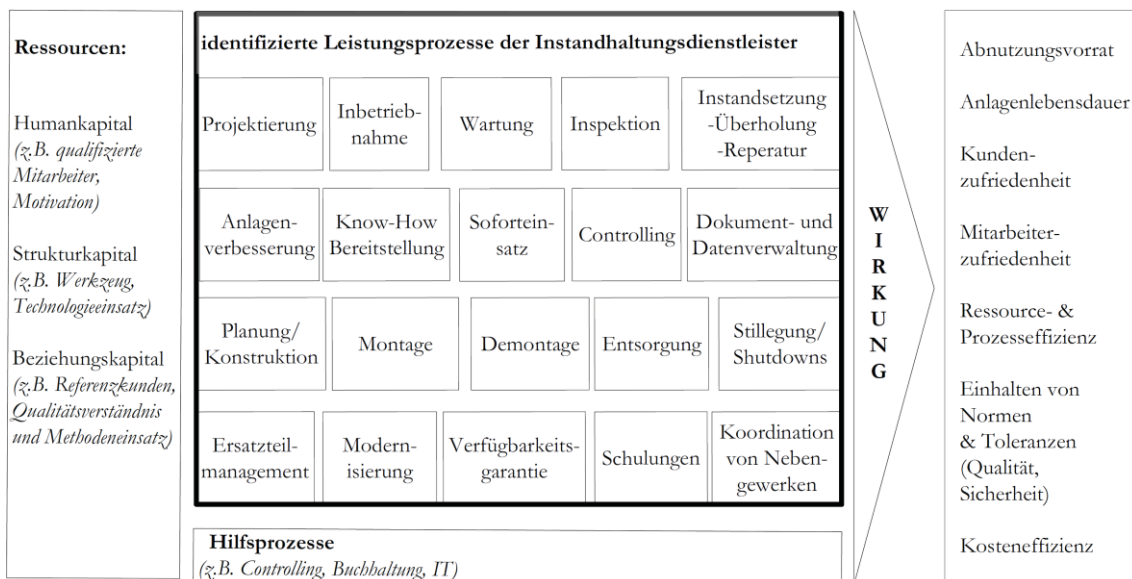 Ressourcen:
Humankapital
(z.B. qualifizierte
Mitarbeiter,
Motivation)
Strukturkapital
(z.B. Werkzeug,
Technologieeinsatz)
Beziehungskapital
(z.B. Referenzkunden,
Qualitätsverständnis
und Methodeneinsatz)
identifizierte Leistungsprozesse der Instandhaltungsdienstleister
Projektierung
Inbetrieb-
nahme
Wartung
Inspektion
Instandsetzung
-Überholung
-Reperatur
Anlagen-
verbesserung
Know-How
Bereitstellung
Soforteinsatz
Controlling
Dokument- und
Datenverwaltung
Planung/
Konstruktion
Montage
Demontage
Entsorgung
Stillegung/
Shutdowns
Ersatzteil-
management
Modern-
isierung
Verfügbarkeits-
garantie
Schulungen
Koordination
von Neben-
gewerken
Hilfsprozesse
(z.B. Controlling, Buchhaltung, IT)
WIRKUNG
Abnutzungsvorrat
Anlagenlebensdauer
Kunden-
zufriedenheit
Mitarbeiter-
zufriedenheit
Ressource- &
Prozesseffizienz
Einhalten von
Normen
& Toleranzen
(Qualität,
Sicherheit)
Kosteneffizienz